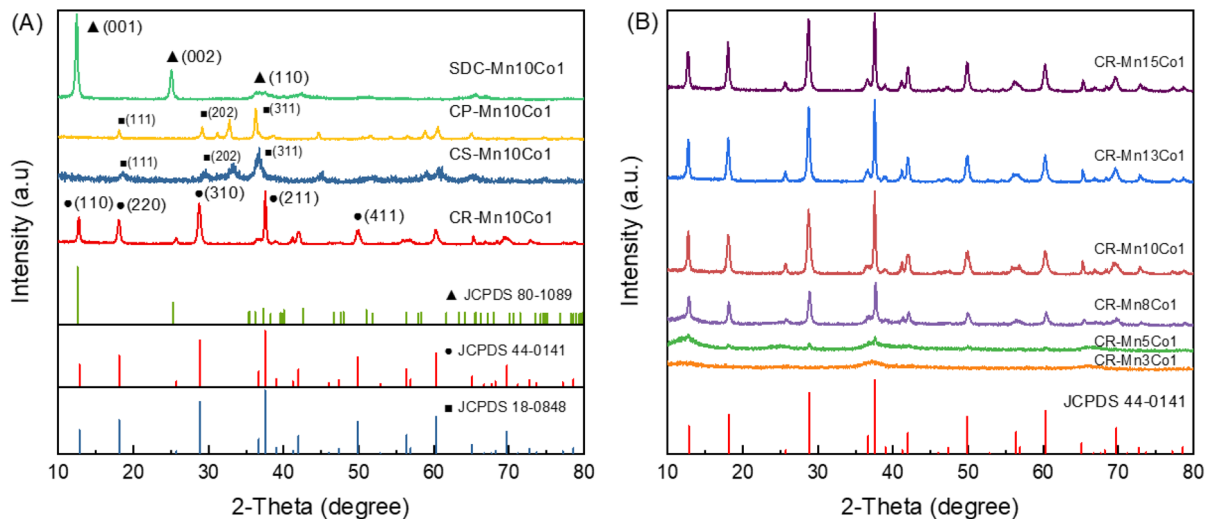 (A)
Intensity (a.u)
▲(001)
▲(002)
▲(110)
SDC-Mn10Co1
■(111)
■(202)
■(311)
CP-Mn10Co1
■(111)
■(202)
■(311)
CS-Mn10Co1
●(110)
●(220)
●(310)
●(211)
●(411)
CR-Mn10Co1
▲ JCPDS 80-1089
● JCPDS 44-0141
■ JCPDS 18-0848
10 20 30 40 50 60 70 80
2-Theta (degree)
(B)
Intensity (a.u.)
CR-Mn15Co1
CR-Mn13Co1
CR-Mn10Co1
CR-Mn8Co1
CR-Mn5Co1
CR-Mn3Co1
JCPDS 44-0141
10 20 30 40 50 60 70 80
2-Theta (degree)